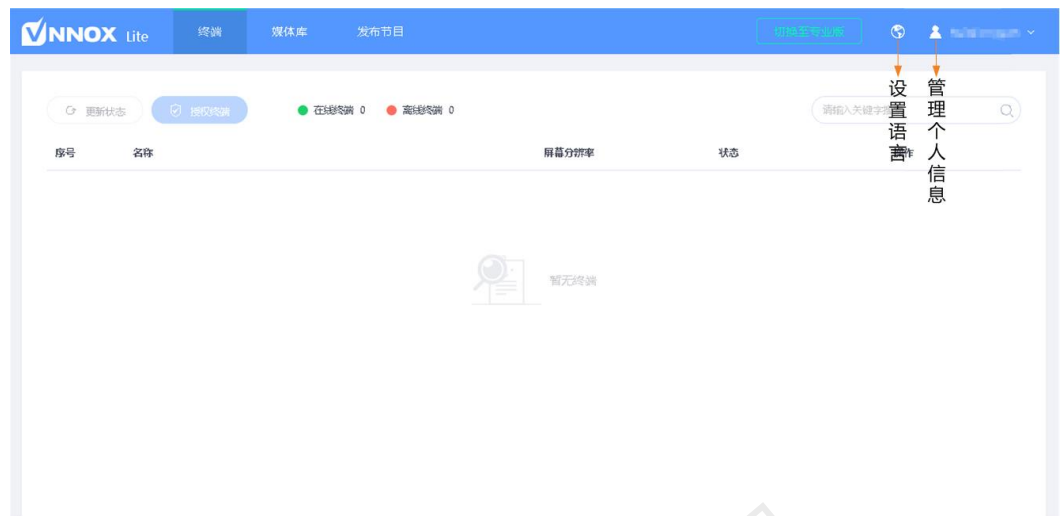 VNNOX Lite
终端
媒体库
发布节目
切换至专业版
更新状态
授权终端
在线终端 0
离线终端 0
请输入关键字
设置语言
管理个人信息
序号
名称
屏幕分辨率
状态
操作
暂无终端